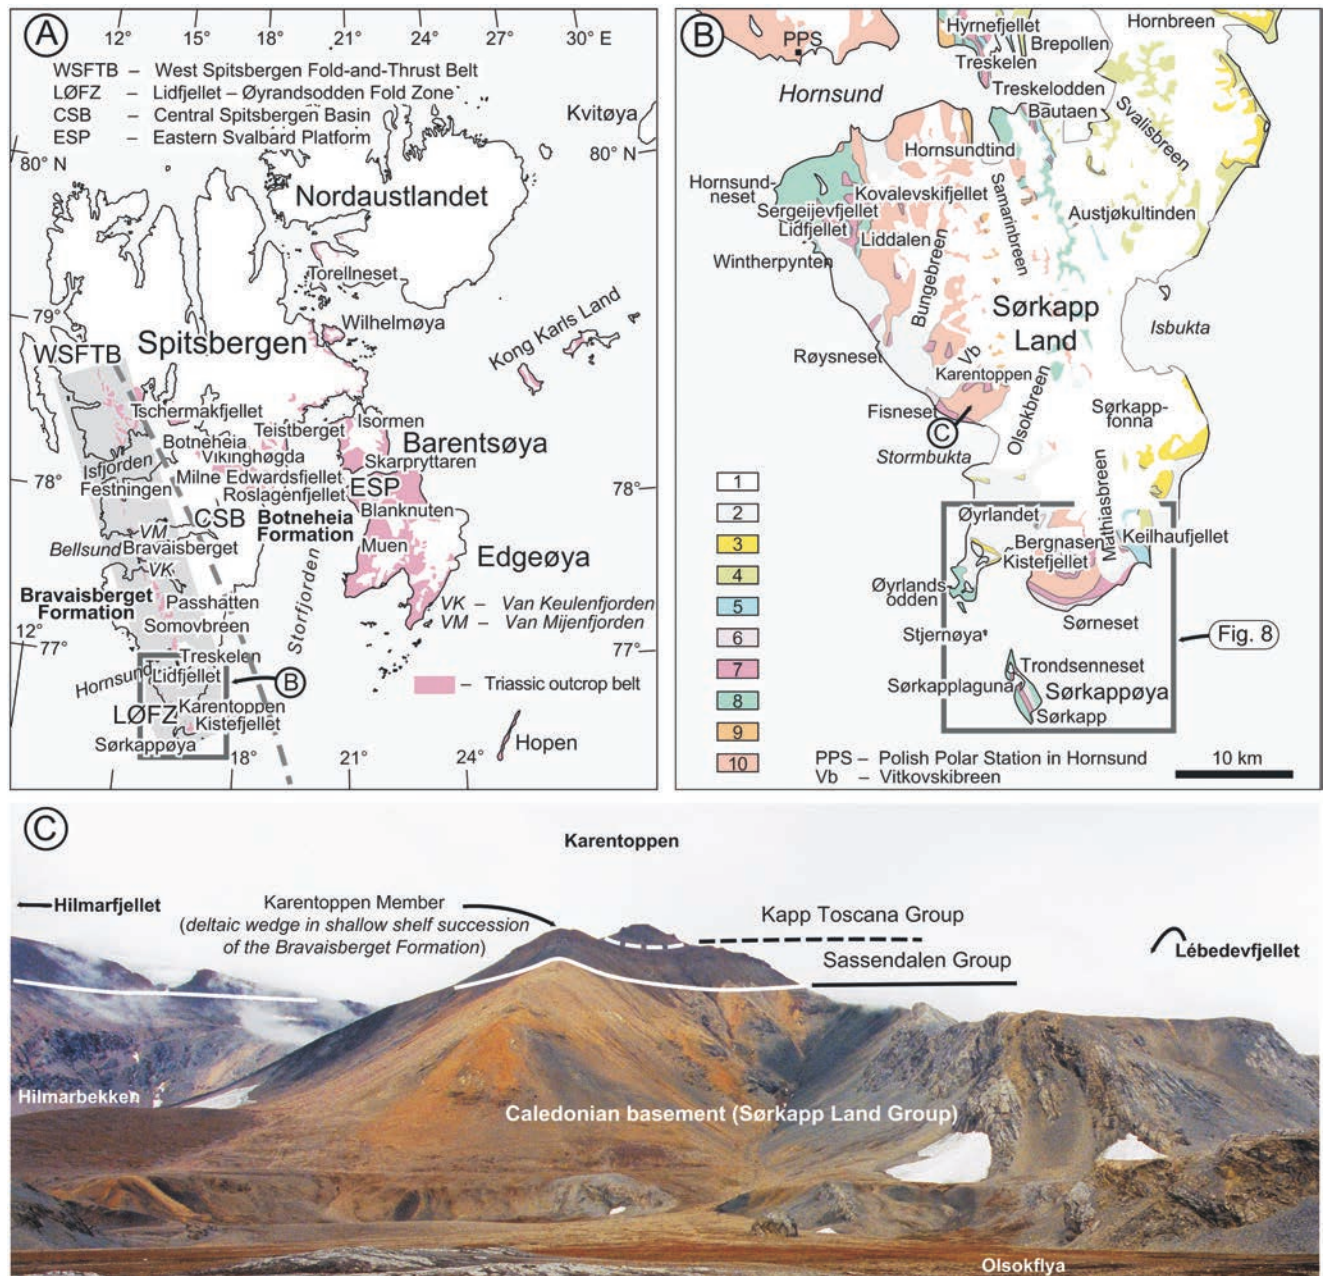 A
12° 15° 18° 21° 24° 27° 30° E
WSFTB – West Spitsbergen Fold-and-Thrust Belt
LØFZ – Lidfjellet – Øyrandsodden Fold Zone
CSB – Central Spitsbergen Basin
ESP – Eastern Svalbard Platform
Kvitøya
80° N
80° N
Nordaustlandet
Torellneset
79°
Wilhelmøya
Kong Karls Land
Spitsbergen
WSFTB
Tschermakfjellet
Teistberget
Isformen
Botneheia
Barentsøya
Vikinghøgda
Isfjorden
Skarpryttaren
78°
78°
Milne Edwardsfjellet
Festningen
Roslagenfjellet
ESP
CSB
Botneheia
Formation
Blanknuten
VM
Bellsund
Bravaisberget
Muen
Edgeøya
VK
Bravaisberget
Formation
Passhatten
Storfjorden
VK – Van Keulenfjorden
VM – Van Mijenfjorden
Somovbreen
12°
77°
77°
Treskelen
Hornsund
Lidfjellet
B
– Triassic outcrop belt
LØFZ
Karentoppen
Kistefjellet
Sørkappøya
Hopen
18° 21° 24°
B
PPS
Hyrnefjellet
Hornbreen
Brepollen
Treskelen
Hornsund
Treskelodden
Bautaen
Svalisbreen
Hornsundtind
Hornsund-
neset
Kovalevskifjellet
Samarinbreen
Sergeijevfjellet
Austjøkultinden
Lidfjellet
Liddalen
Wintherpynten
Bungebreen
Sørkapp
Land
Isbukta
Røysneset
Vb
Karentoppen
Fisneset
Olsokbreen
Sørkapp-
fonna
C
Stormbukta
Mathiasbreen
1
2
3
4
5
6
7
8
9
10
Øyrlandet
Bergnasen
Keilhaufjellet
Kistefjellet
Øyrlands-
odden
Sørneset
Stjernøya
Fig. 8
Trondsenneset
Sørkapplaguna
Sørkappøya
Sørkapp
PPS – Polish Polar Station in Hornsund
Vb – Vitkovskibreen
10 km
C
Karentoppen
Hilmarfjellet
Karentoppen Member
(deltaic wedge in shallow shelf succession
of the Bravaisberget Formation)
Kapp Toscana Group
Sassendalen Group
Lébedevfjellet
Hilmarbekken
Caledonian basement (Sørkapp Land Group)
Olsokflya